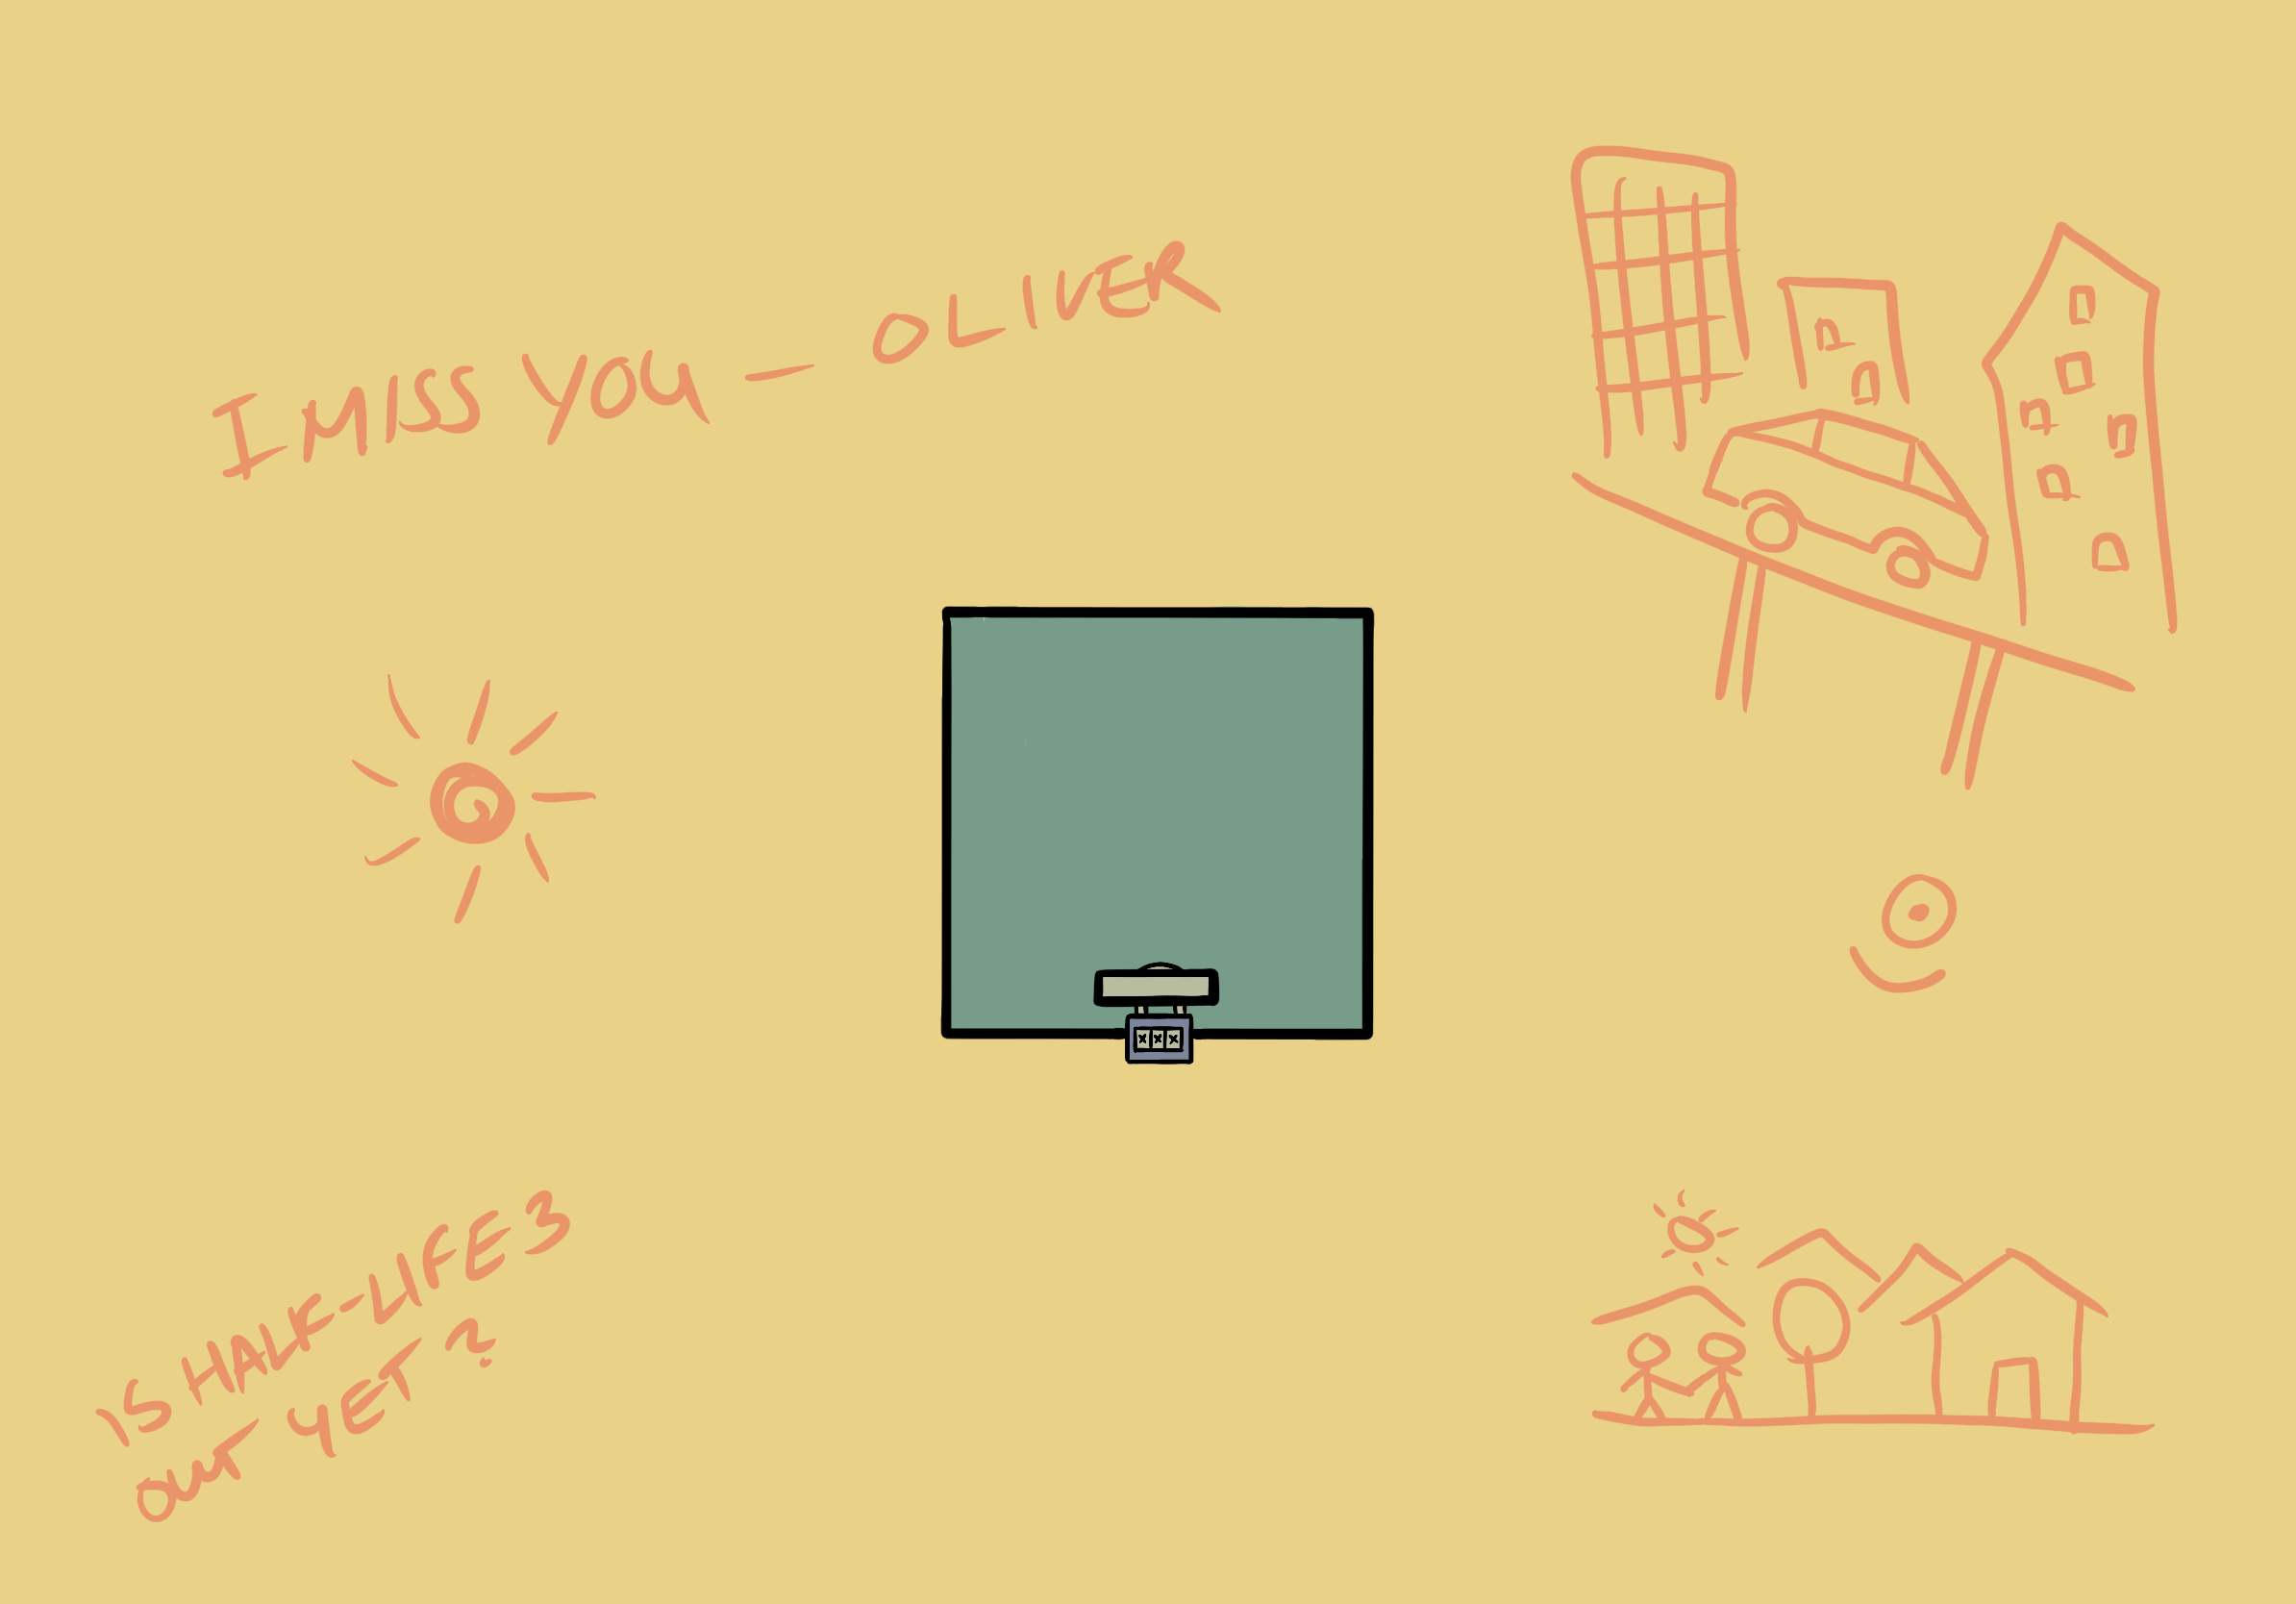 I MISS YOU — OLIVER
x x x
IS HALF-LIFE 3
OUT YET?